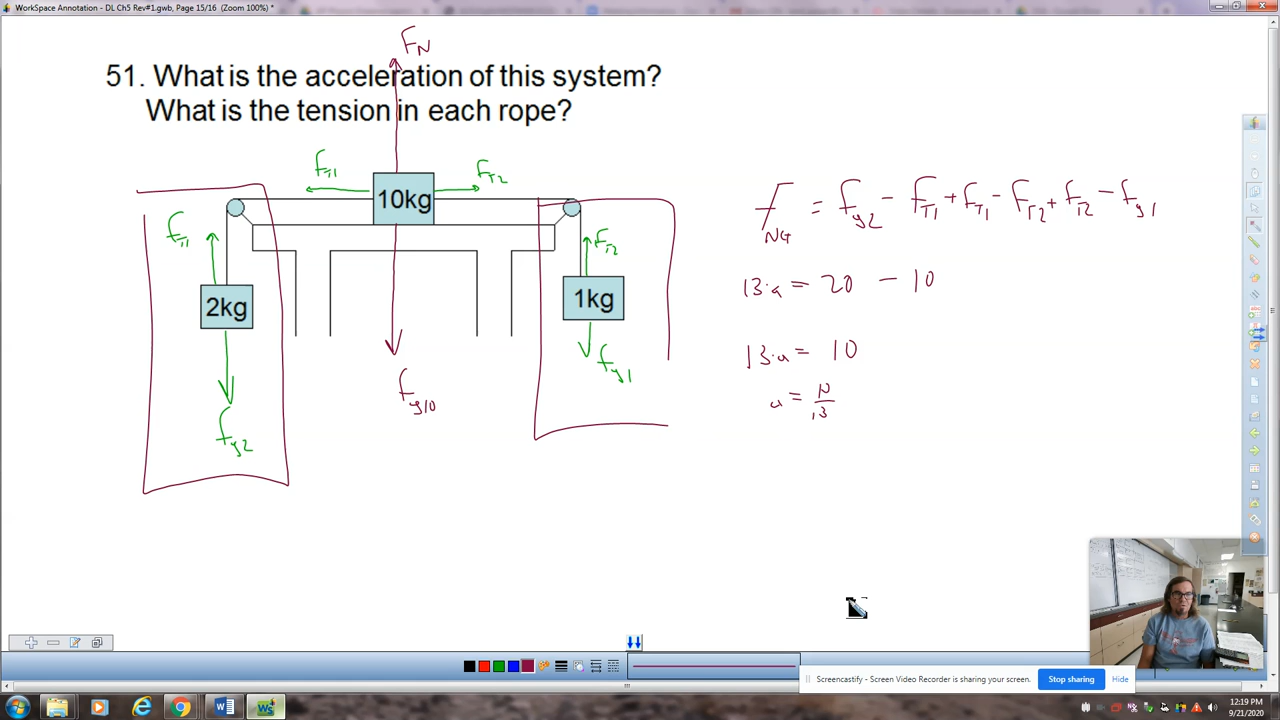 WorkSpace Annotation - DL Ch5 Rev#1.gwb, Page 15/16 (Zoom 100%) *
F_N
51. What is the acceleration of this system?
What is the tension in each rope?
f_T1
f_T2
10kg
f_T1
f_T2
2kg
1kg
f_g2
f_g10
f_g1
= f_g2 - f_T1 + f_T1 - f_T2 + f_T2 - f_g1
13·a = 20 - 10
13·a = 10
a = 10/13
Screencastify - Screen Video Recorder is sharing your screen.
Stop sharing
Hide
12:19 PM
9/21/2020